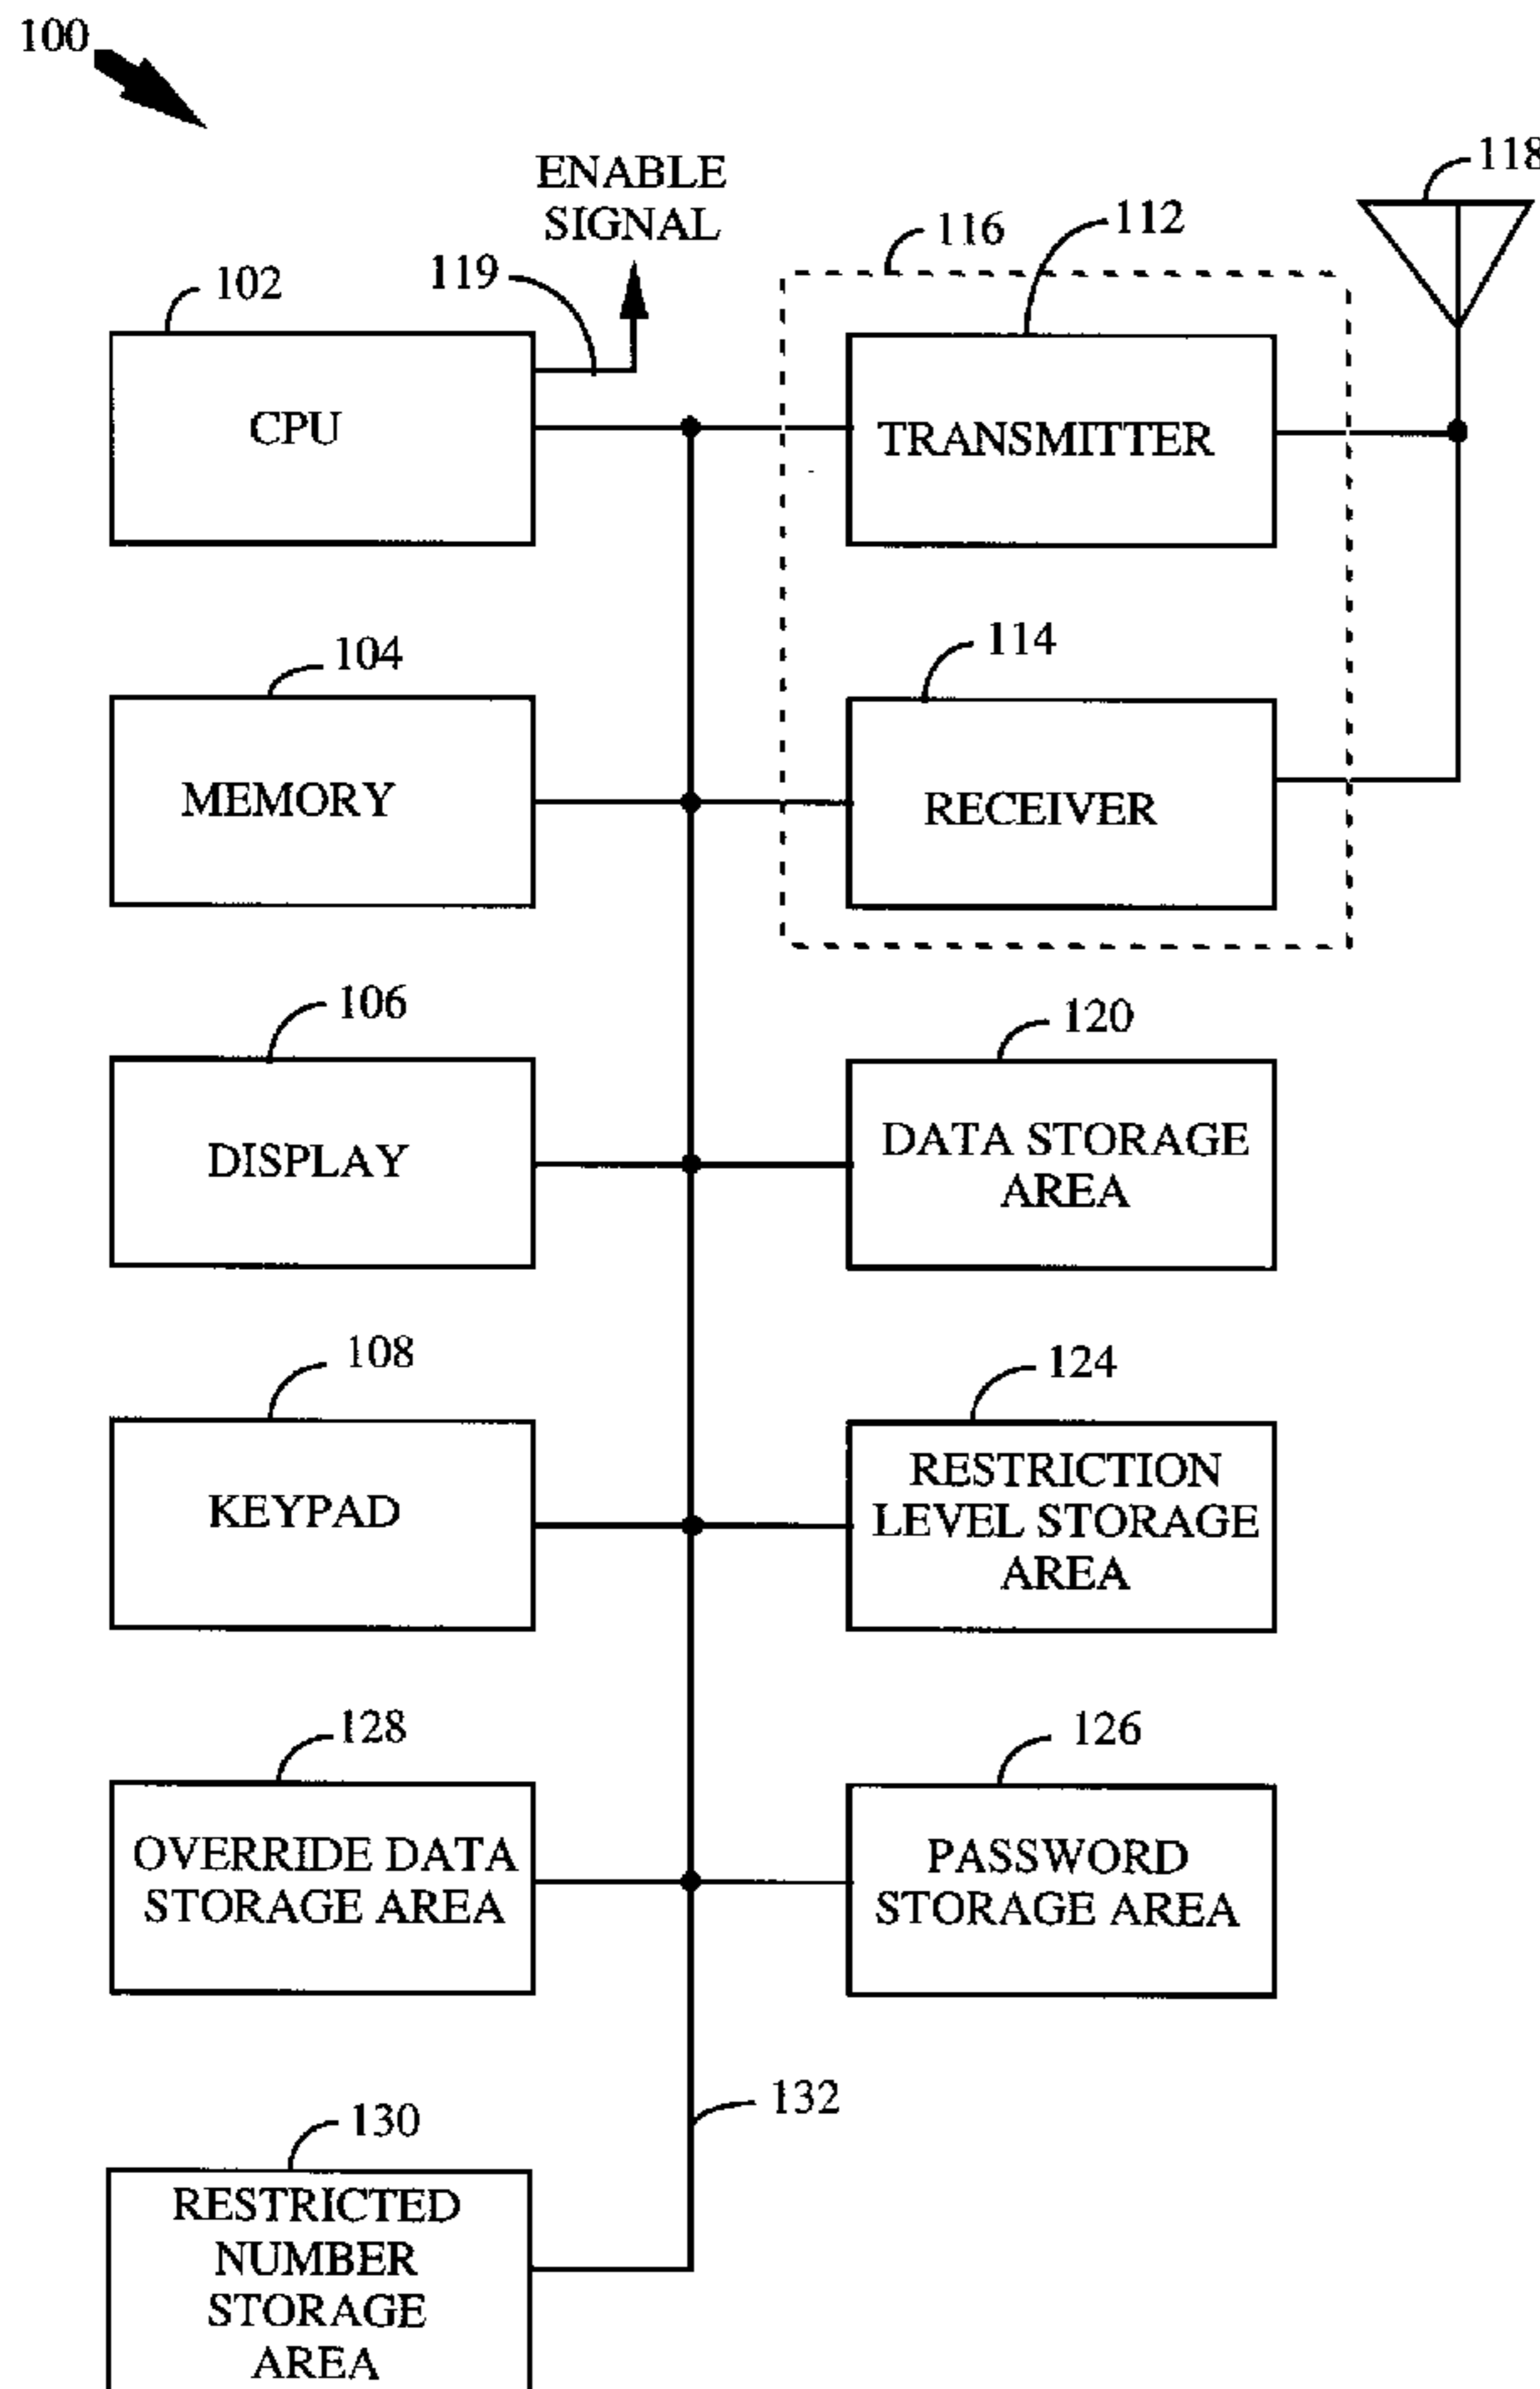 100
118
ENABLE
SIGNAL
116
112
119
102
CPU
TRANSMITTER
104
114
MEMORY
RECEIVER
106
120
DISPLAY
DATA STORAGE
AREA
108
124
KEYPAD
RESTRICTION
LEVEL STORAGE
AREA
128
126
OVERRIDE DATA
STORAGE AREA
PASSWORD
STORAGE AREA
132
130
RESTRICTED
NUMBER
STORAGE
AREA